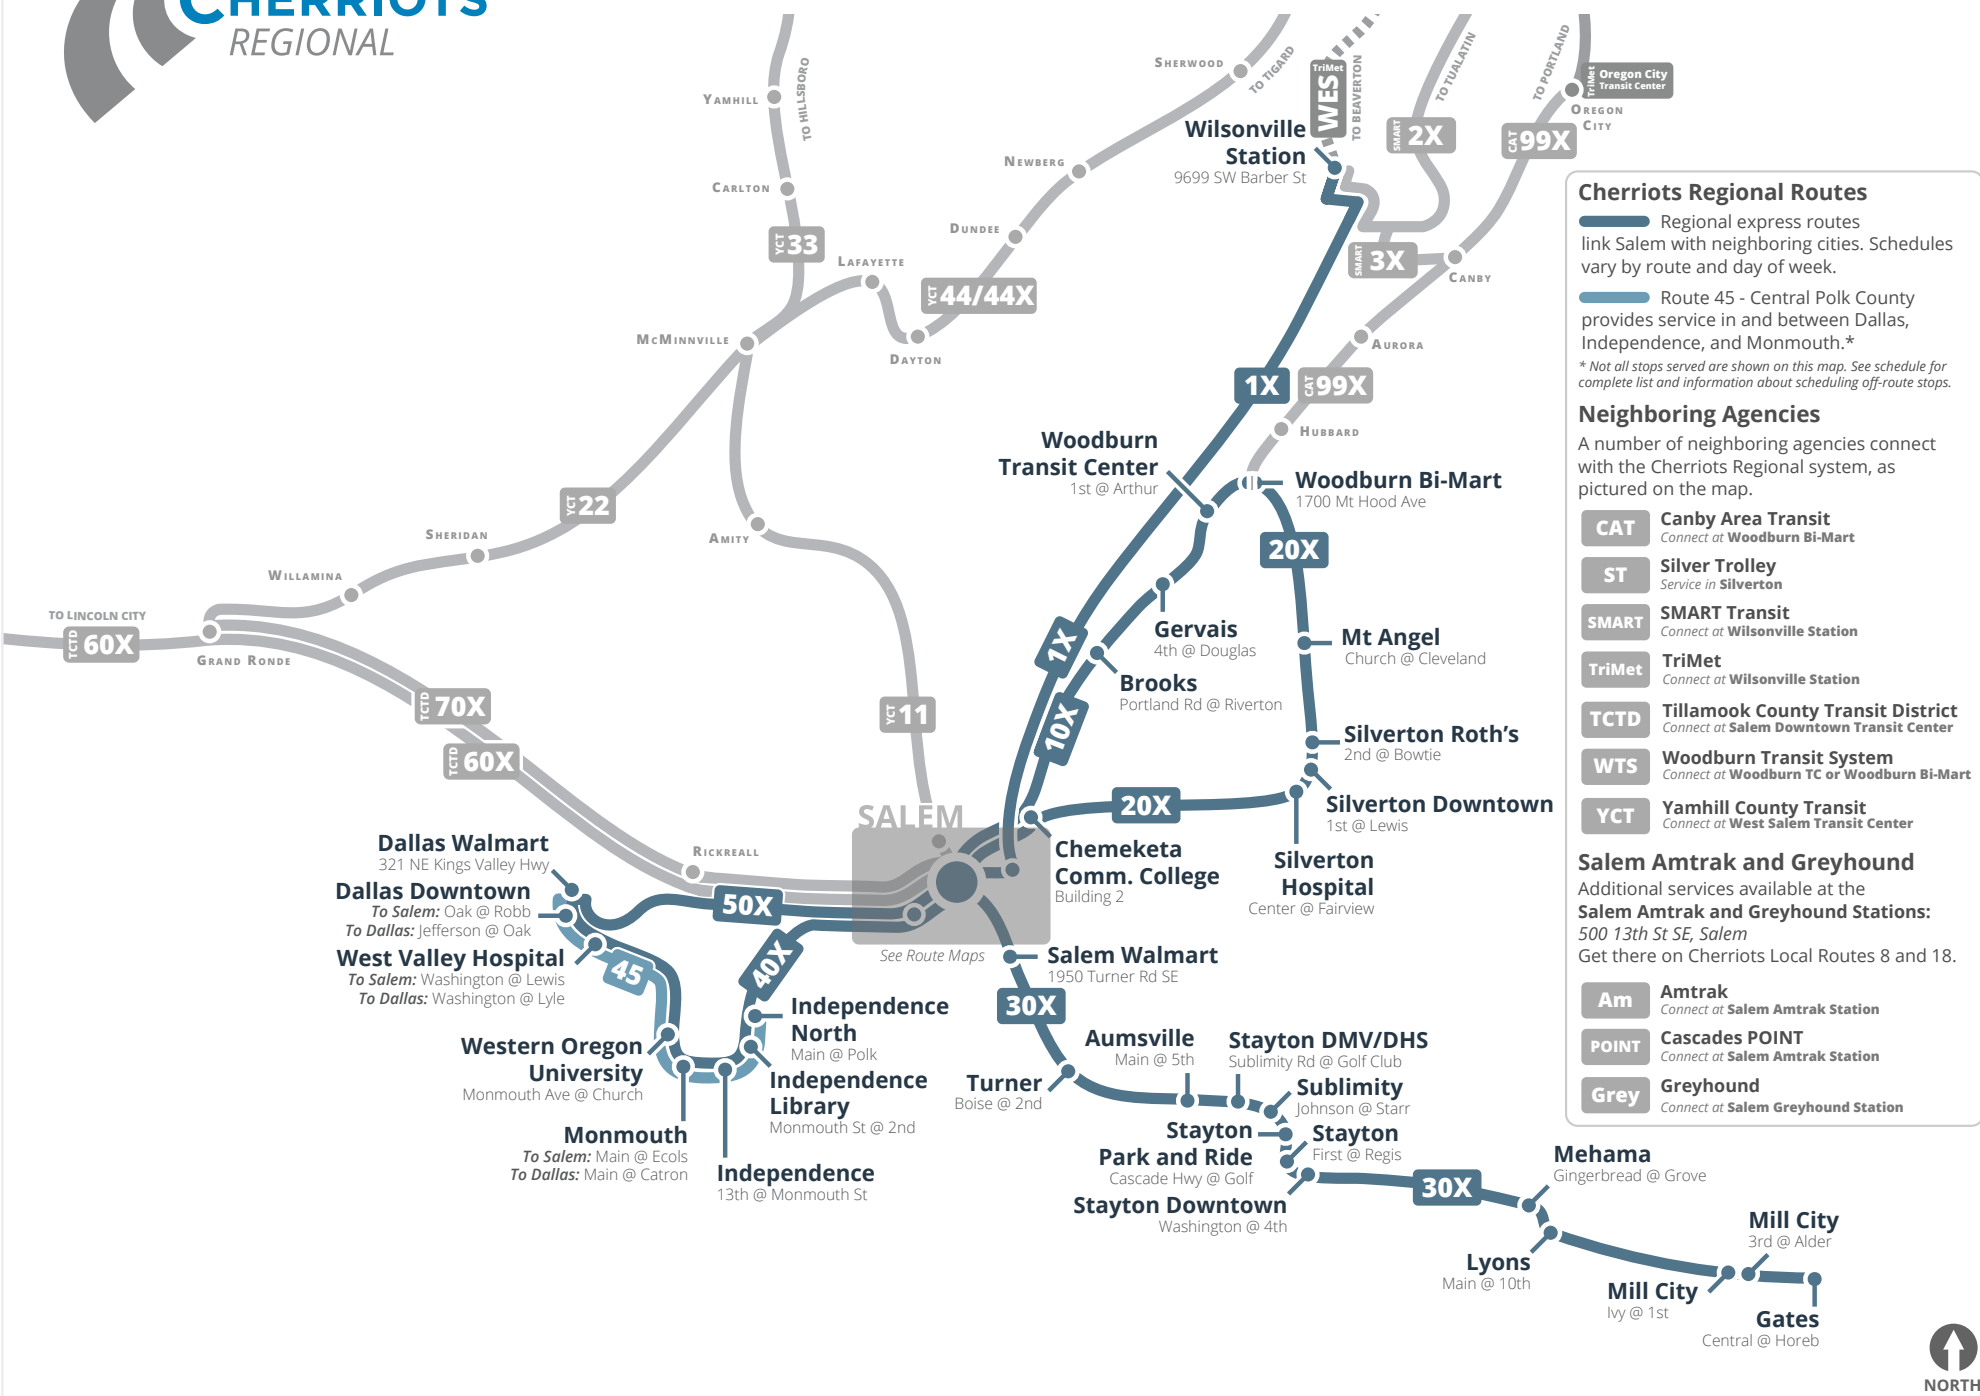 CHERRIOTS
REGIONAL
YAMHILL
TO HILLSBORO
CARLTON
YCT 33
LAFAYETTE
DUNDEE
NEWBERG
SHERWOOD
TO TIGARD
YCT 44/44X
MCMINNVILLE
DAYTON
TriMet
WES
TO BEAVERTON
TO TUALATIN
TO PORTLAND
TriMet
Oregon City
Transit Center
OREGON
CITY
SMART 2X
CAT 99X
Wilsonville
Station
9699 SW Barber St
SMART 3X
CANBY
AURORA
1X
CAT 99X
HUBBARD
Woodburn
Transit Center
1st @ Arthur
Woodburn Bi-Mart
1700 Mt Hood Ave
YCT 22
SHERIDAN
AMITY
WILLAMINA
TO LINCOLN CITY
TCTD 60X
GRAND RONDE
20X
Gervais
4th @ Douglas
Mt Angel
Church @ Cleveland
1X
Brooks
Portland Rd @ Riverton
10X
TCTD 70X
TCTD 60X
YCT 11
Silverton Roth's
2nd @ Bowtie
20X
Silverton Downtown
1st @ Lewis
SALEM
Chemeketa
Comm. College
Building 2
Silverton
Hospital
Center @ Fairview
RICKREALL
Dallas Walmart
321 NE Kings Valley Hwy
Dallas Downtown
To Salem: Oak @ Robb
To Dallas: Jefferson @ Oak
50X
West Valley Hospital
To Salem: Washington @ Lewis
To Dallas: Washington @ Lyle
45
40X
See Route Maps
Salem Walmart
1950 Turner Rd SE
30X
Independence
North
Main @ Polk
Western Oregon
University
Monmouth Ave @ Church
Independence
Library
Monmouth St @ 2nd
Monmouth
To Salem: Main @ Ecols
To Dallas: Main @ Catron
Independence
13th @ Monmouth St
Turner
Boise @ 2nd
Aumsville
Main @ 5th
Stayton DMV/DHS
Sublimity Rd @ Golf Club
Sublimity
Johnson @ Starr
Stayton
Park and Ride
Cascade Hwy @ Golf
Stayton
First @ Regis
Stayton Downtown
Washington @ 4th
30X
Mehama
Gingerbread @ Grove
Lyons
Main @ 10th
Mill City
3rd @ Alder
Mill City
Ivy @ 1st
Gates
Central @ Horeb
Cherriots Regional Routes
Regional express routes
link Salem with neighboring cities. Schedules
vary by route and day of week.
Route 45 - Central Polk County
provides service in and between Dallas,
Independence, and Monmouth.*
* Not all stops served are shown on this map. See schedule for
complete list and information about scheduling off-route stops.
Neighboring Agencies
A number of neighboring agencies connect
with the Cherriots Regional system, as
pictured on the map.
CAT Canby Area Transit
Connect at Woodburn Bi-Mart
ST Silver Trolley
Service in Silverton
SMART SMART Transit
Connect at Wilsonville Station
TriMet TriMet
Connect at Wilsonville Station
TCTD Tillamook County Transit District
Connect at Salem Downtown Transit Center
WTS Woodburn Transit System
Connect at Woodburn TC or Woodburn Bi-Mart
YCT Yamhill County Transit
Connect at West Salem Transit Center
Salem Amtrak and Greyhound
Additional services available at the
Salem Amtrak and Greyhound Stations:
500 13th St SE, Salem
Get there on Cherriots Local Routes 8 and 18.
Am Amtrak
Connect at Salem Amtrak Station
POINT Cascades POINT
Connect at Salem Amtrak Station
Grey Greyhound
Connect at Salem Greyhound Station
NORTH